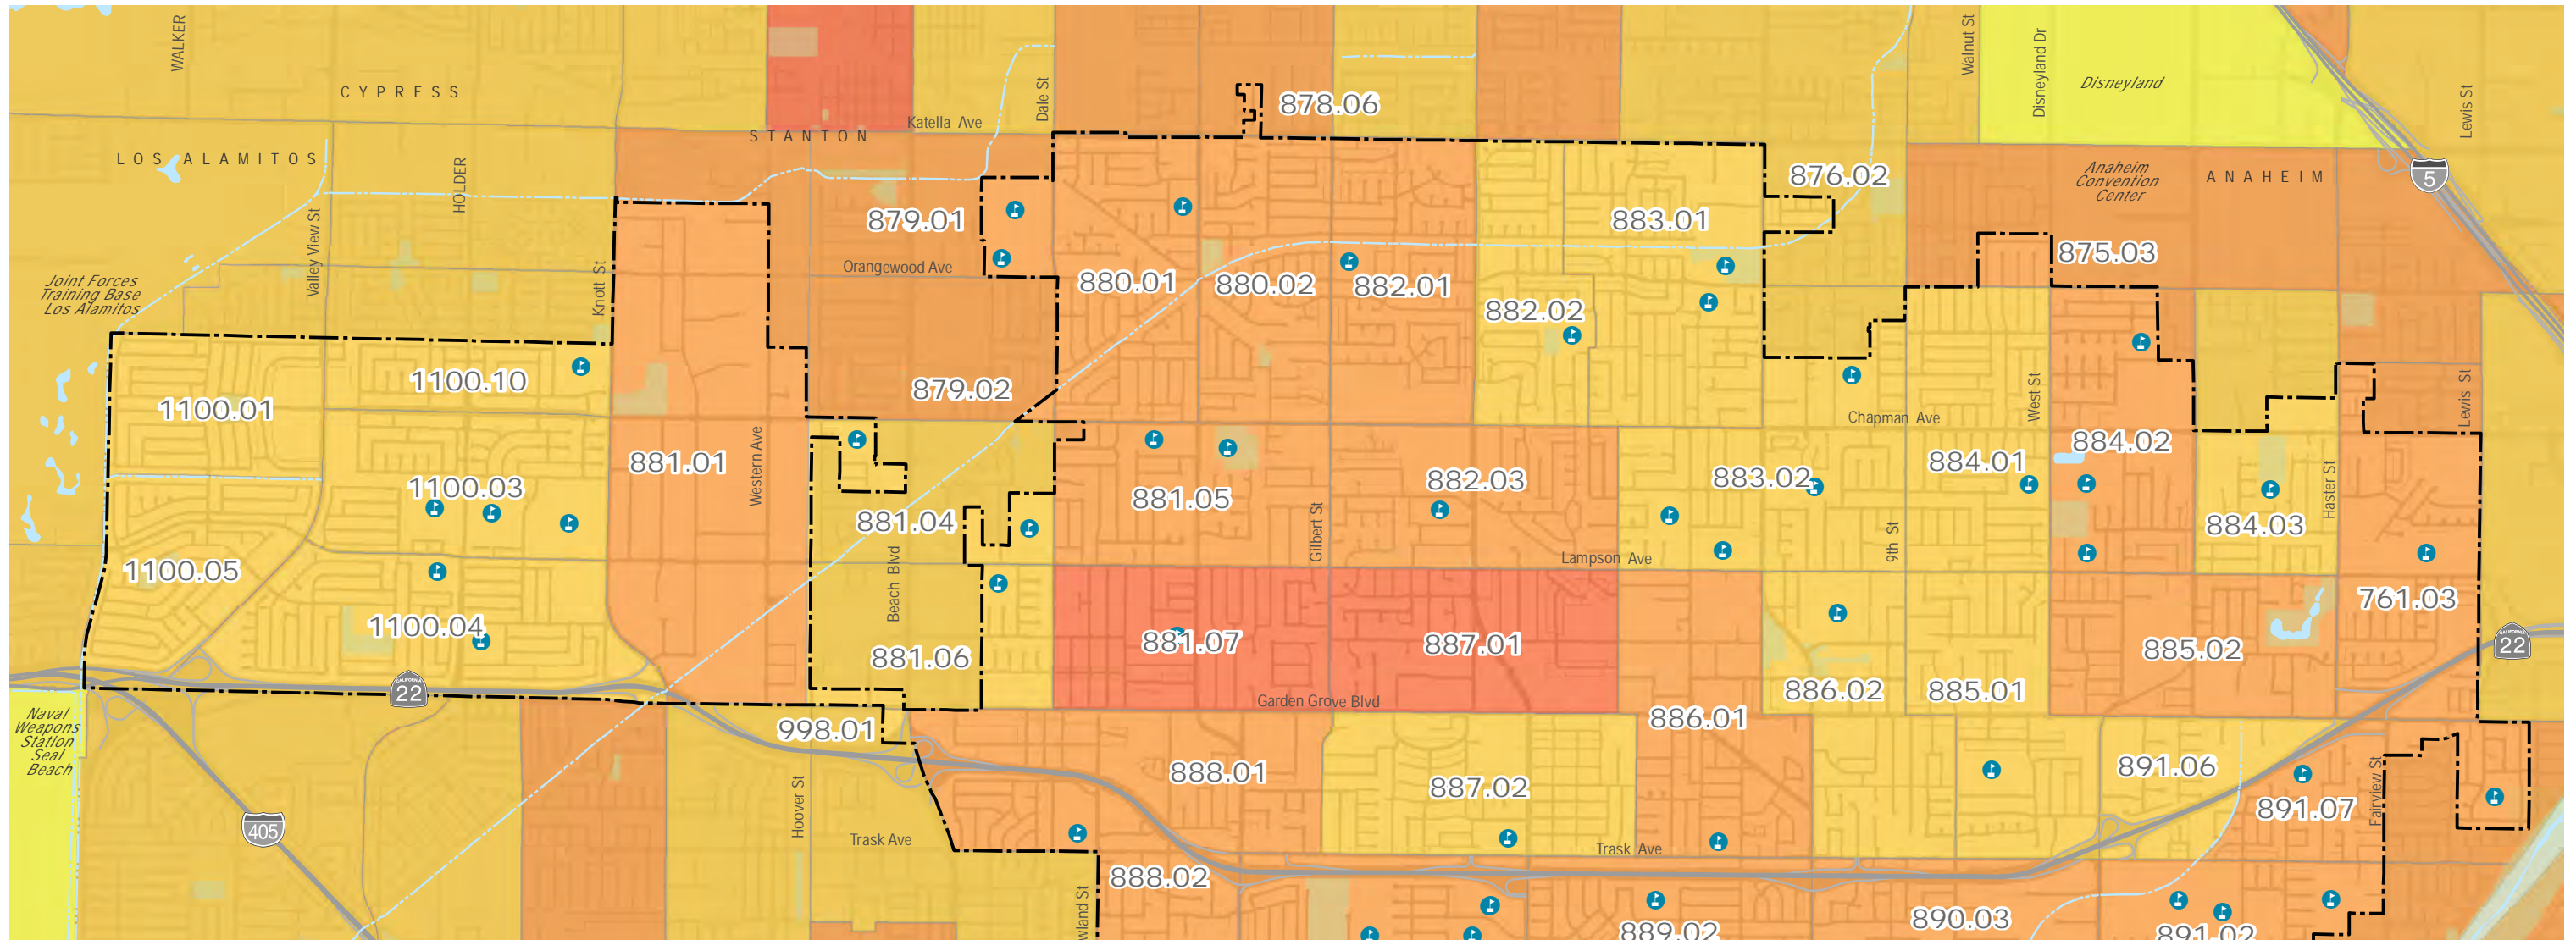 WALKER
CYPRESS
Katella Ave
Dale St
878.06
Walnut St
Disneyland Dr
Disneyland
Lewis St
STANTON
LOS ALAMITOS
HOLDER
876.02
Anaheim
Convention
Center
ANAHEIM
5
Valley View St
879.01
883.01
875.03
Knott St
Orangewood Ave
880.01
880.02
882.01
882.02
Joint Forces
Training Base
Los Alamitos
1100.10
879.02
1100.01
West St
Lewis St
Chapman Ave
884.02
Western Ave
881.01
1100.03
881.05
882.03
883.02
884.01
Haster St
881.04
Gilbert St
884.03
9th St
Lampson Ave
1100.05
Beach Blvd
761.03
1100.04
881.06
881.07
887.01
885.02
22
22
886.02
885.01
Garden Grove Blvd
886.01
Naval
Weapons
Station
Seal
Beach
998.01
888.01
887.02
891.06
891.07
Fairview St
Hoover St
405
Trask Ave
Trask Ave
888.02
wland St
889.02
890.03
891.02